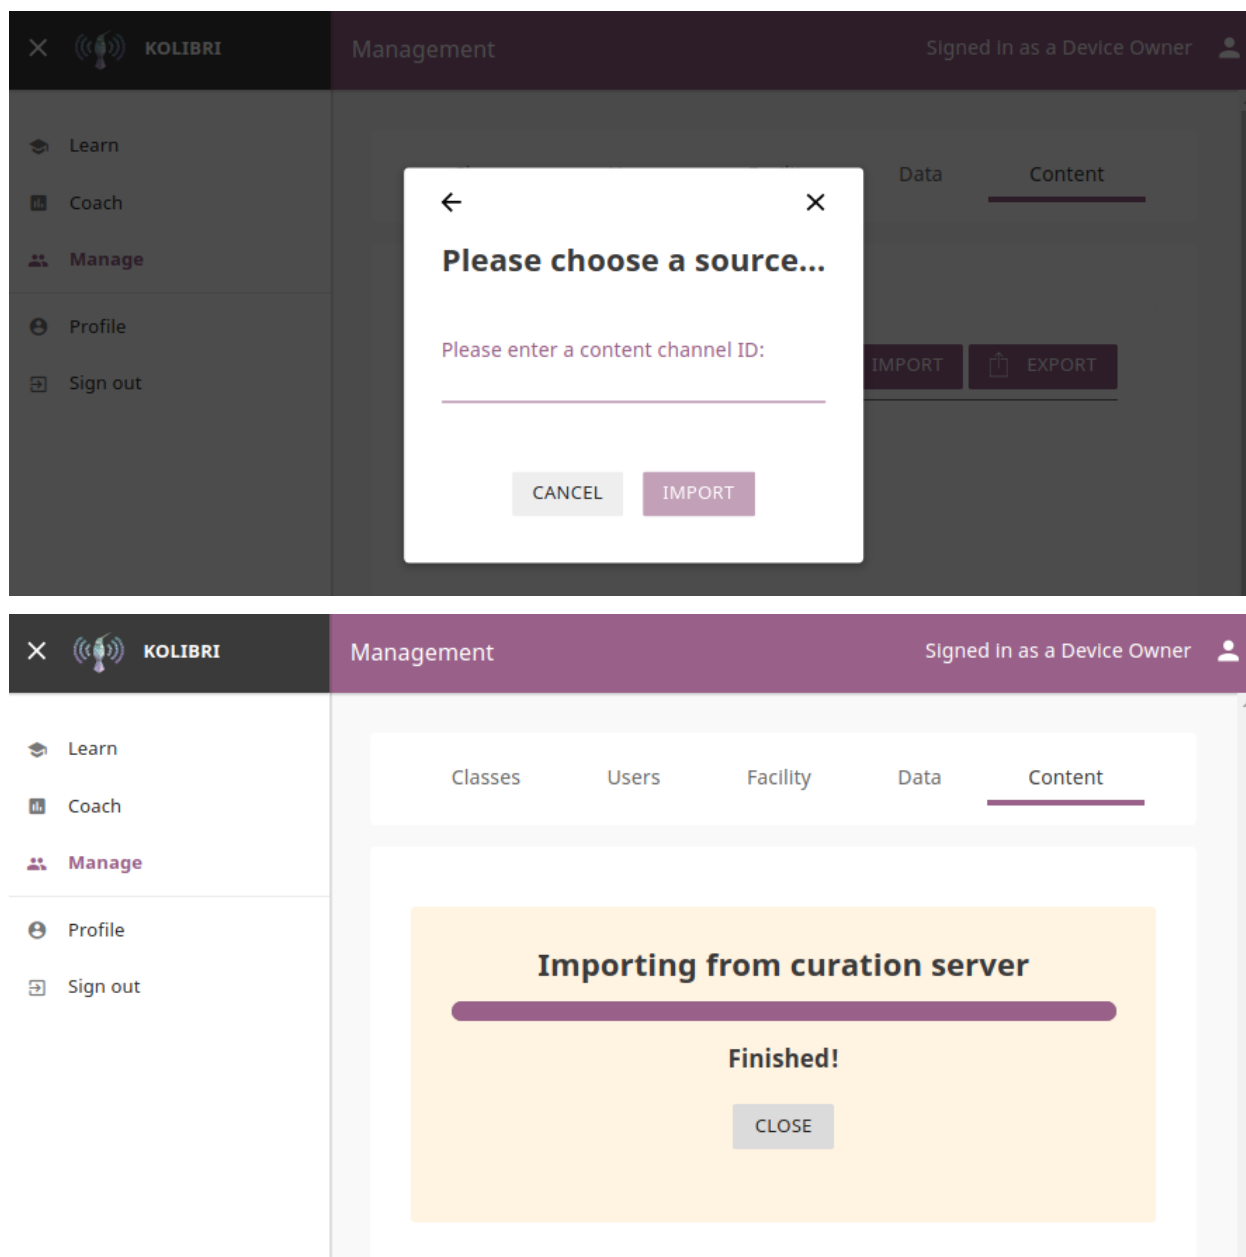 KOLIBRI
Management
Signed in as a Device Owner
Learn
Coach
Manage
Profile
Sign out
Data
Content
Please choose a source...
Please enter a content channel ID:
IMPORT
EXPORT
CANCEL
IMPORT
KOLIBRI
Management
Signed in as a Device Owner
Learn
Coach
Manage
Profile
Sign out
Classes
Users
Facility
Data
Content
Importing from curation server
Finished!
CLOSE